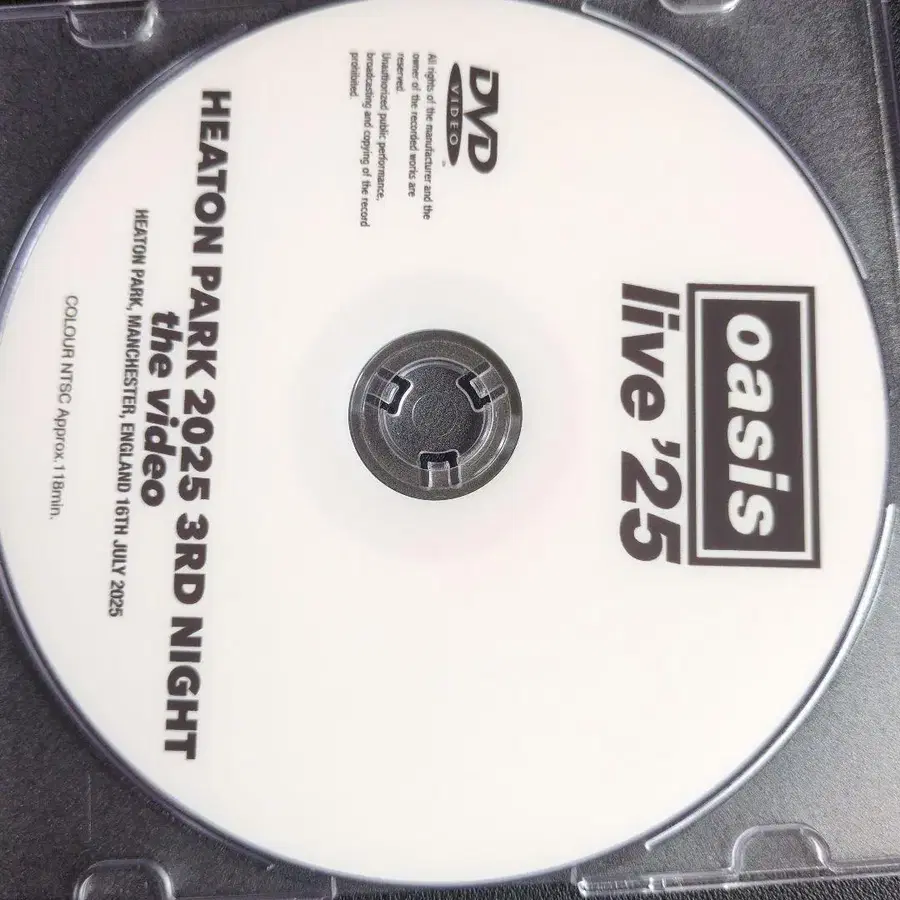 oasis
live '25
DVD
VIDEO
All rights of the manufacturer and the
owner of the recorded works are
reserved.
Unauthorized public performance,
broadcasting and copying of the record
prohibited.
HEATON PARK 2025 3RD NIGHT
the video
HEATON PARK, MANCHESTER, ENGLAND 16TH JULY 2025
COLOUR NTSC Approx.118min.